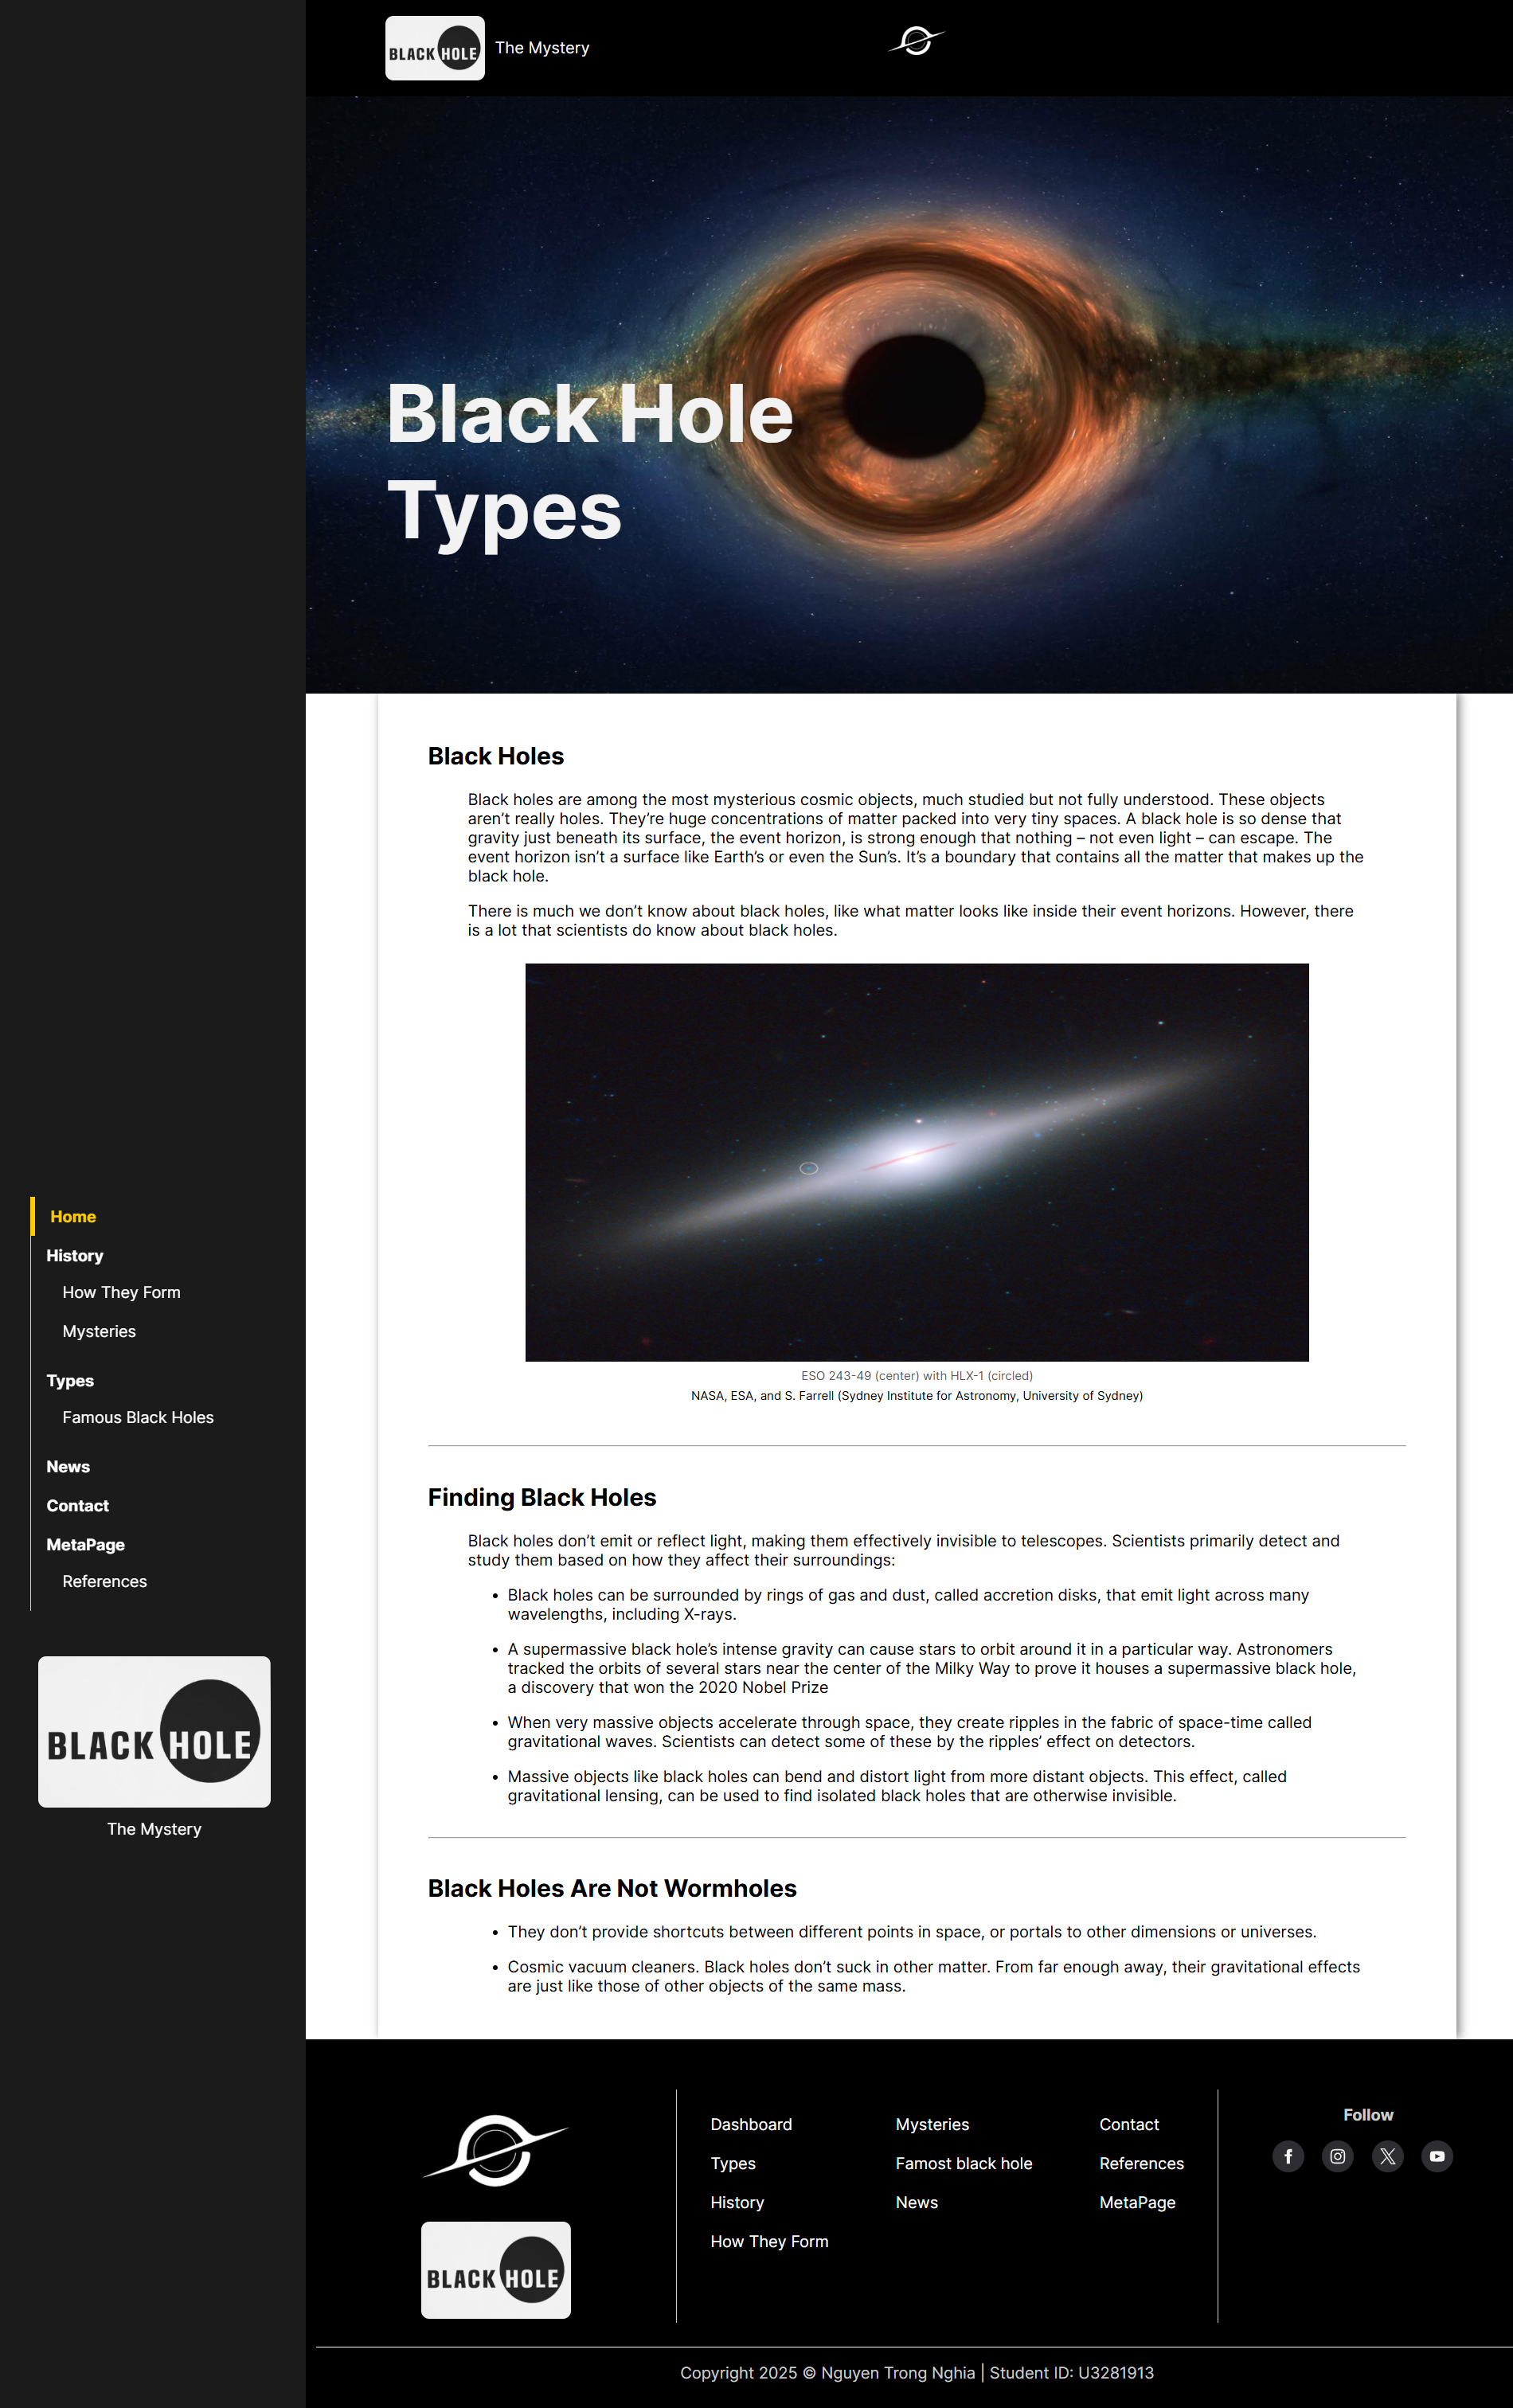 BLACK HOLE
The Mystery
Black Hole
Types
Home
History
How They Form
Mysteries
Types
Famous Black Holes
News
Contact
MetaPage
References
BLACK HOLE
The Mystery
Black Holes
Black holes are among the most mysterious cosmic objects, much studied but not fully understood. These objects
aren’t really holes. They’re huge concentrations of matter packed into very tiny spaces. A black hole is so dense that
gravity just beneath its surface, the event horizon, is strong enough that nothing – not even light – can escape. The
event horizon isn’t a surface like Earth’s or even the Sun’s. It’s a boundary that contains all the matter that makes up the
black hole.
There is much we don’t know about black holes, like what matter looks like inside their event horizons. However, there
is a lot that scientists do know about black holes.
ESO 243-49 (center) with HLX-1 (circled)
NASA, ESA, and S. Farrell (Sydney Institute for Astronomy, University of Sydney)
Finding Black Holes
Black holes don’t emit or reflect light, making them effectively invisible to telescopes. Scientists primarily detect and
study them based on how they affect their surroundings:
• Black holes can be surrounded by rings of gas and dust, called accretion disks, that emit light across many
wavelengths, including X-rays.
• A supermassive black hole’s intense gravity can cause stars to orbit around it in a particular way. Astronomers
tracked the orbits of several stars near the center of the Milky Way to prove it houses a supermassive black hole,
a discovery that won the 2020 Nobel Prize
• When very massive objects accelerate through space, they create ripples in the fabric of space-time called
gravitational waves. Scientists can detect some of these by the ripples’ effect on detectors.
• Massive objects like black holes can bend and distort light from more distant objects. This effect, called
gravitational lensing, can be used to find isolated black holes that are otherwise invisible.
Black Holes Are Not Wormholes
• They don’t provide shortcuts between different points in space, or portals to other dimensions or universes.
• Cosmic vacuum cleaners. Black holes don’t suck in other matter. From far enough away, their gravitational effects
are just like those of other objects of the same mass.
BLACK HOLE
Dashboard
Types
History
How They Form
Mysteries
Famost black hole
News
Contact
References
MetaPage
Follow
Copyright 2025 © Nguyen Trong Nghia | Student ID: U3281913